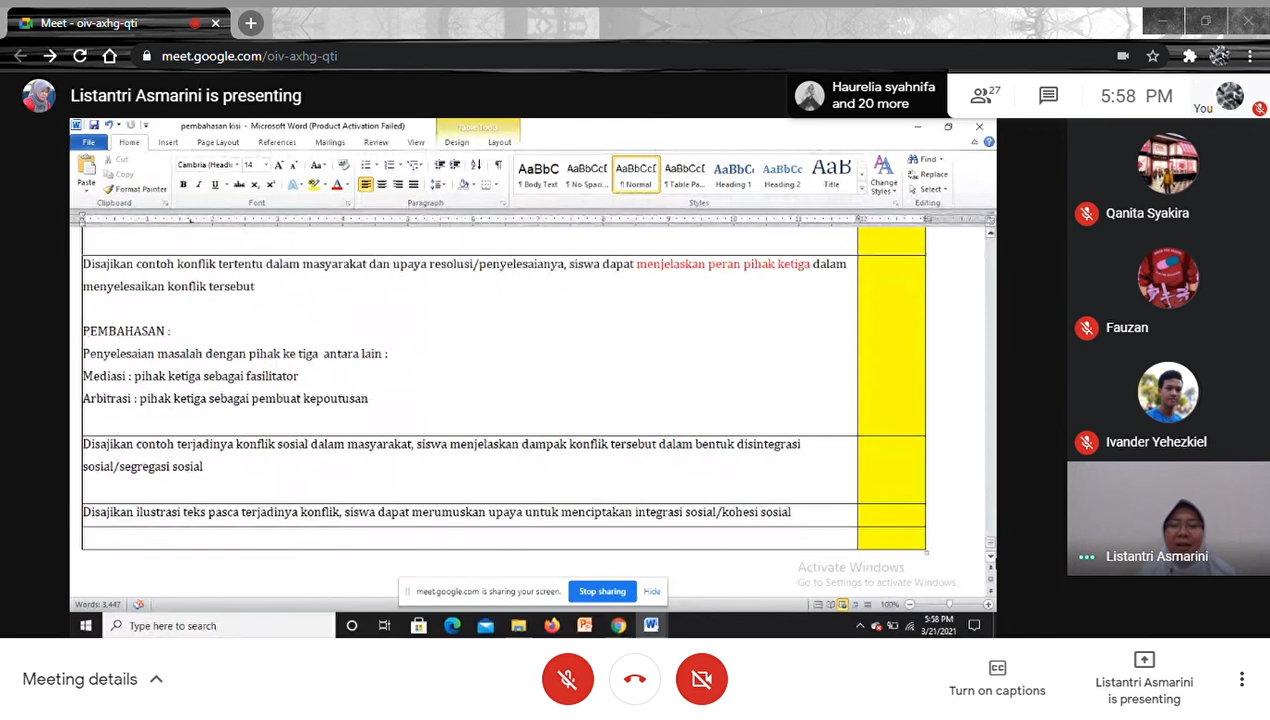 Meet - oiv-axhg-qti
meet.google.com/oiv-axhg-qti
Listantri Asmarini is presenting
Haurelia syahnifa
and 20 more
27
5:58 PM
You
pembahasan kisi - Microsoft Word (Product Activation Failed)
Table Tools
File Home Insert Page Layout References Mailings Review View Design Layout
Paste
Cut
Copy
Format Painter
Clipboard
Cambria (Headi
14
Font
Paragraph
AaBbC AaBbCc AaBbCc AaBbCc AaBbC AaBbCc AaB
¶ Body Text ¶ No Spaci... ¶ Normal ¶ Table Pa... Heading 1 Heading 2 Title
Styles
Change
Styles
Find
Replace
Select
Editing
Disajikan contoh konflik tertentu dalam masyarakat dan upaya resolusi/penyelesaianya, siswa dapat menjelaskan peran pihak ketiga dalam
menyelesaikan konflik tersebut
PEMBAHASAN :
Penyelesaian masalah dengan pihak ke tiga antara lain :
Mediasi : pihak ketiga sebagai fasilitator
Arbitrasi : pihak ketiga sebagai pembuat kepoutusan
Disajikan contoh terjadinya konflik sosial dalam masyarakat, siswa menjelaskan dampak konflik tersebut dalam bentuk disintegrasi
sosial/segregasi sosial
Disajikan ilustrasi teks pasca terjadinya konflik, siswa dapat merumuskan upaya untuk menciptakan integrasi sosial/kohesi sosial
Activate Windows
Go to Settings to activate Windows.
meet.google.com is sharing your screen. Stop sharing Hide
Words: 3,447
100%
Type here to search
5:58 PM
3/21/2021
Qanita Syakira
Fauzan
Ivander Yehezkiel
Listantri Asmarini
Meeting details
Turn on captions
Listantri Asmarini
is presenting